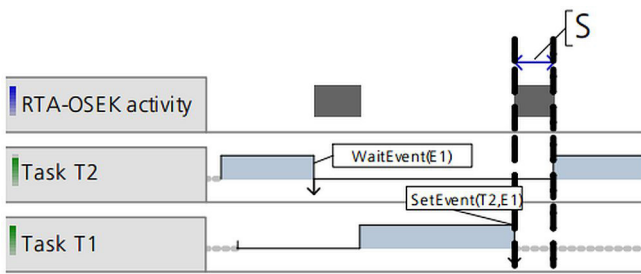 S
RTA-OSEK activity
WaitEvent(E1)
Task T2
SetEvent(T2,E1)
Task T1